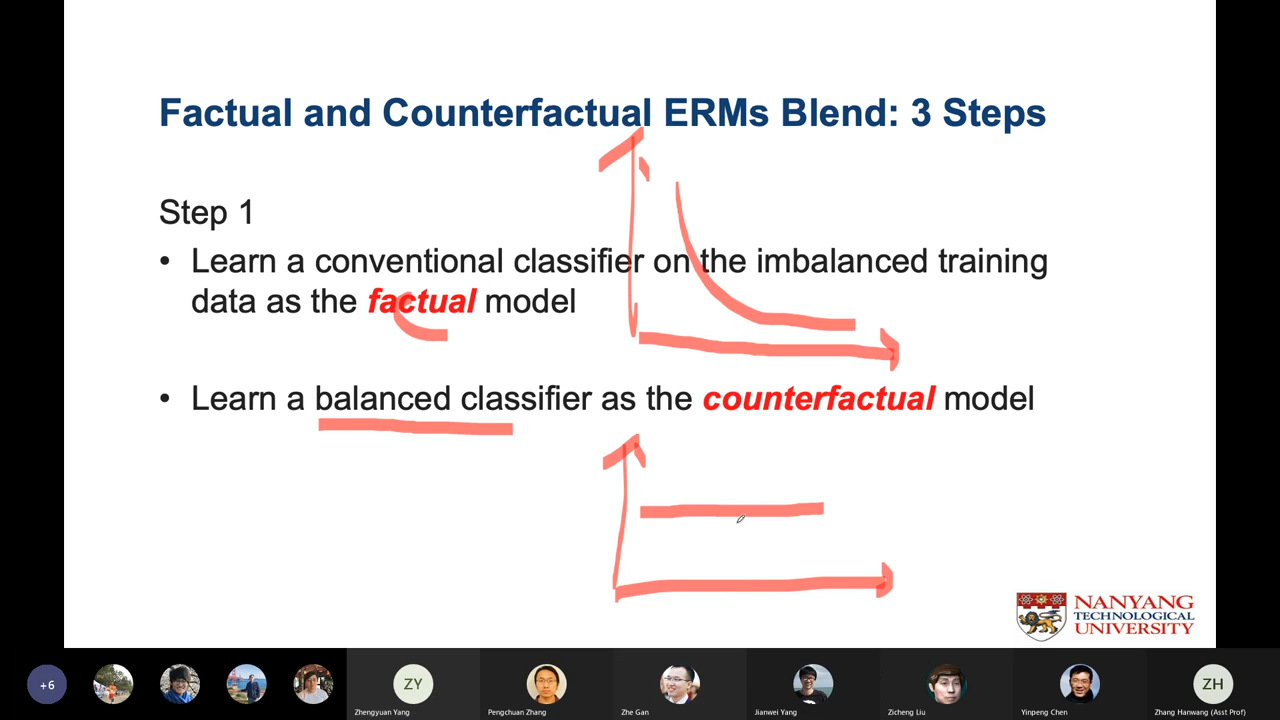 Factual and Counterfactual ERMs Blend: 3 Steps
Step 1
• Learn a conventional classifier on the imbalanced training
data as the factual model
• Learn a balanced classifier as the counterfactual model
NANYANG
TECHNOLOGICAL
UNIVERSITY
+6
ZY
ZH
Zhengyuan Yang
Pengchuan Zhang
Zhe Gan
Jianwei Yang
Zicheng Liu
Yinpeng Chen
Zhang Hanwang (Asst Prof)